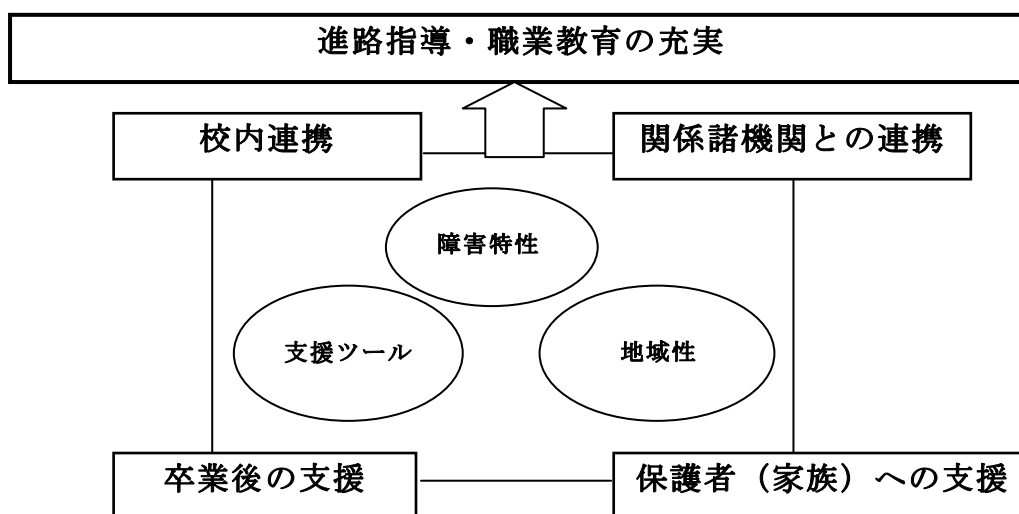 進路指導・職業教育の充実
校内連携
関係諸機関との連携
障害特性
支援ツール
地域性
卒業後の支援
保護者（家族）への支援